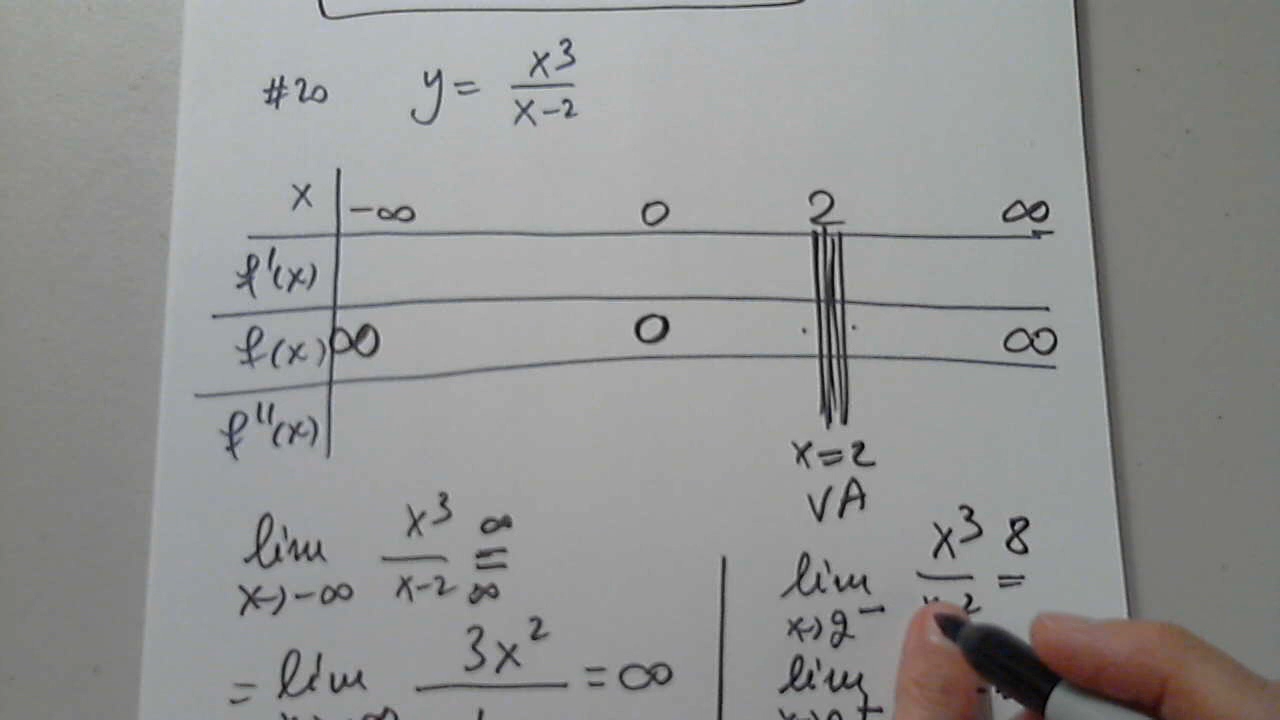 #20 y = x³/(x-2)
x -∞ 0 2 ∞
f'(x)
f(x) ∞ 0 · · ∞
f''(x)
x=2
VA
lim x→-∞ x³/(x-2) = ∞/∞
lim x→2⁻ x³/(x-2) = 8
= lim 3x²/1 = ∞
lim